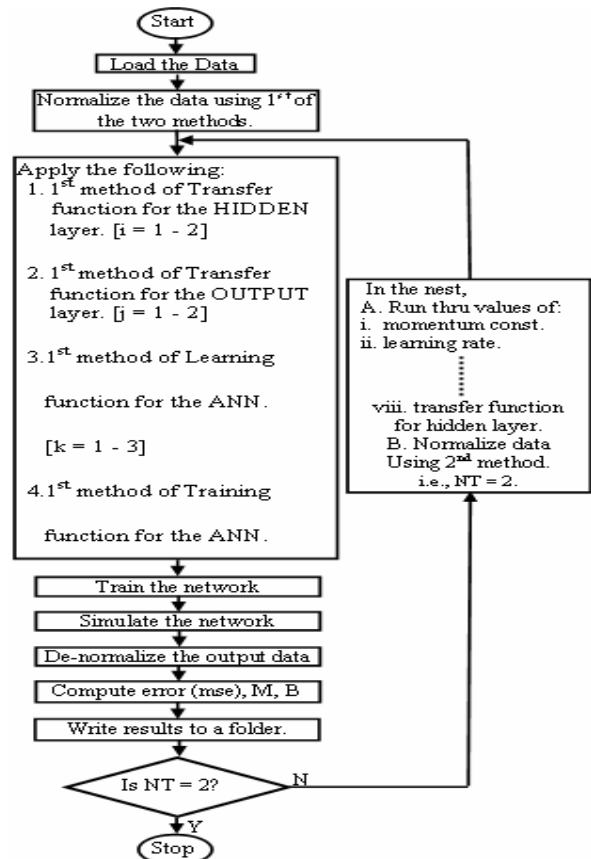 Start
Load the Data
Normalize the data using 1st of
the two methods.
Apply the following:
1. 1st method of Transfer
function for the HIDDEN
layer. [i = 1 - 2]
2. 1st method of Transfer
function for the OUTPUT
layer. [j = 1 - 2]
3.1st method of Learning
function for the ANN.
[k = 1 - 3]
4.1st method of Training
function for the ANN.
Train the network
Simulate the network
De-normalize the output data
Compute error (mse), M, B
Write results to a folder.
Is NT = 2?
N
Y
Stop
In the nest,
A. Run thru values of:
i. momentum const.
ii. learning rate.
viii. transfer function
for hidden layer.
B. Normalize data
Using 2nd method.
i.e., NT = 2.